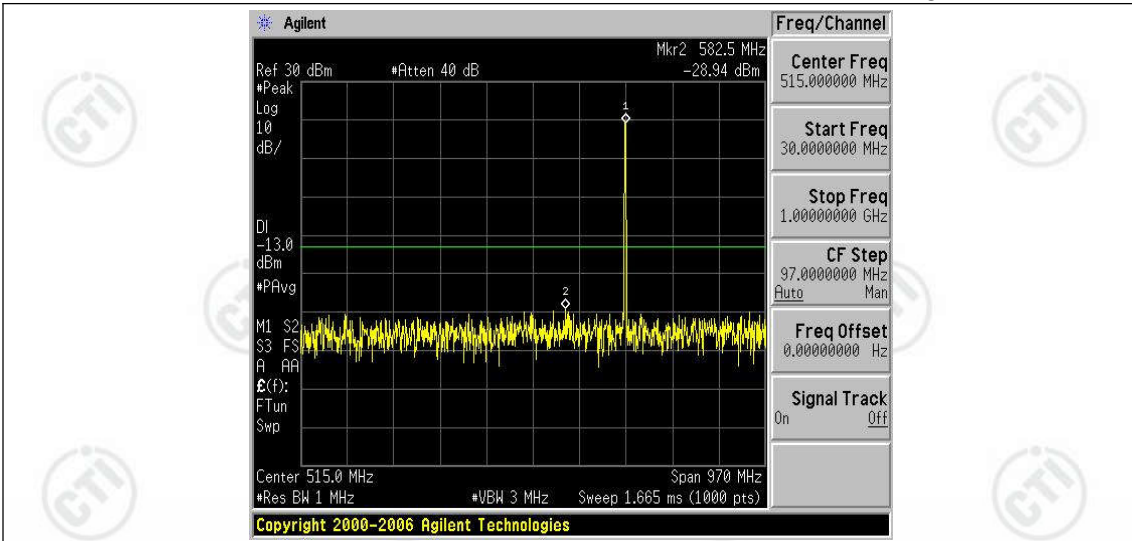 Agilent
Freq/Channel
Mkr2 582.5 MHz
Ref 30 dBm #Atten 40 dB -28.94 dBm
#Peak
Log
10
dB/
DI
-13.0
dBm
#PAvg
M1 S2
S3 FS
A AA
£(f):
FTun
Swp
1
2
Center 515.0 MHz Span 970 MHz
#Res BW 1 MHz #VBW 3 MHz Sweep 1.665 ms (1000 pts)
Copyright 2000-2006 Agilent Technologies
Center Freq
515.000000 MHz
Start Freq
30.0000000 MHz
Stop Freq
1.00000000 GHz
CF Step
97.0000000 MHz
Auto Man
Freq Offset
0.00000000 Hz
Signal Track
On Off
CTI
CTI
CTI
CTI